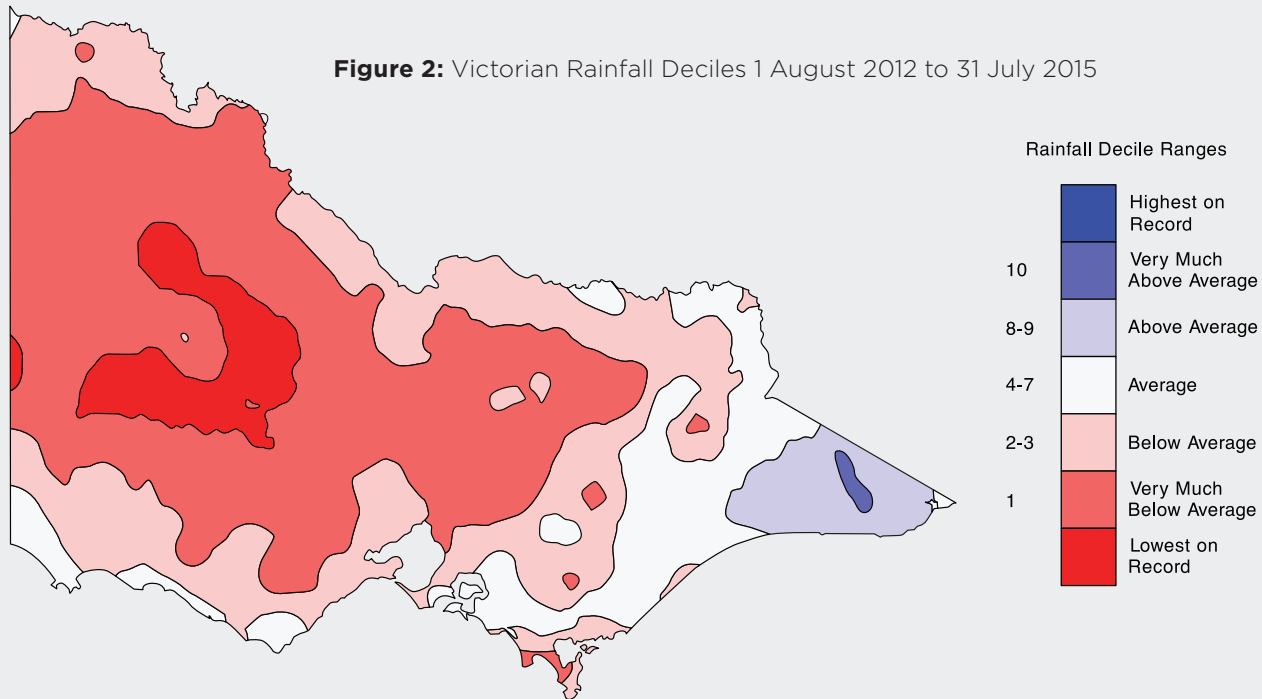 Figure 2: Victorian Rainfall Deciles 1 August 2012 to 31 July 2015
Rainfall Decile Ranges
Highest on
Record
10
Very Much
Above Average
8-9
Above Average
4-7
Average
2-3
Below Average
1
Very Much
Below Average
Lowest on
Record